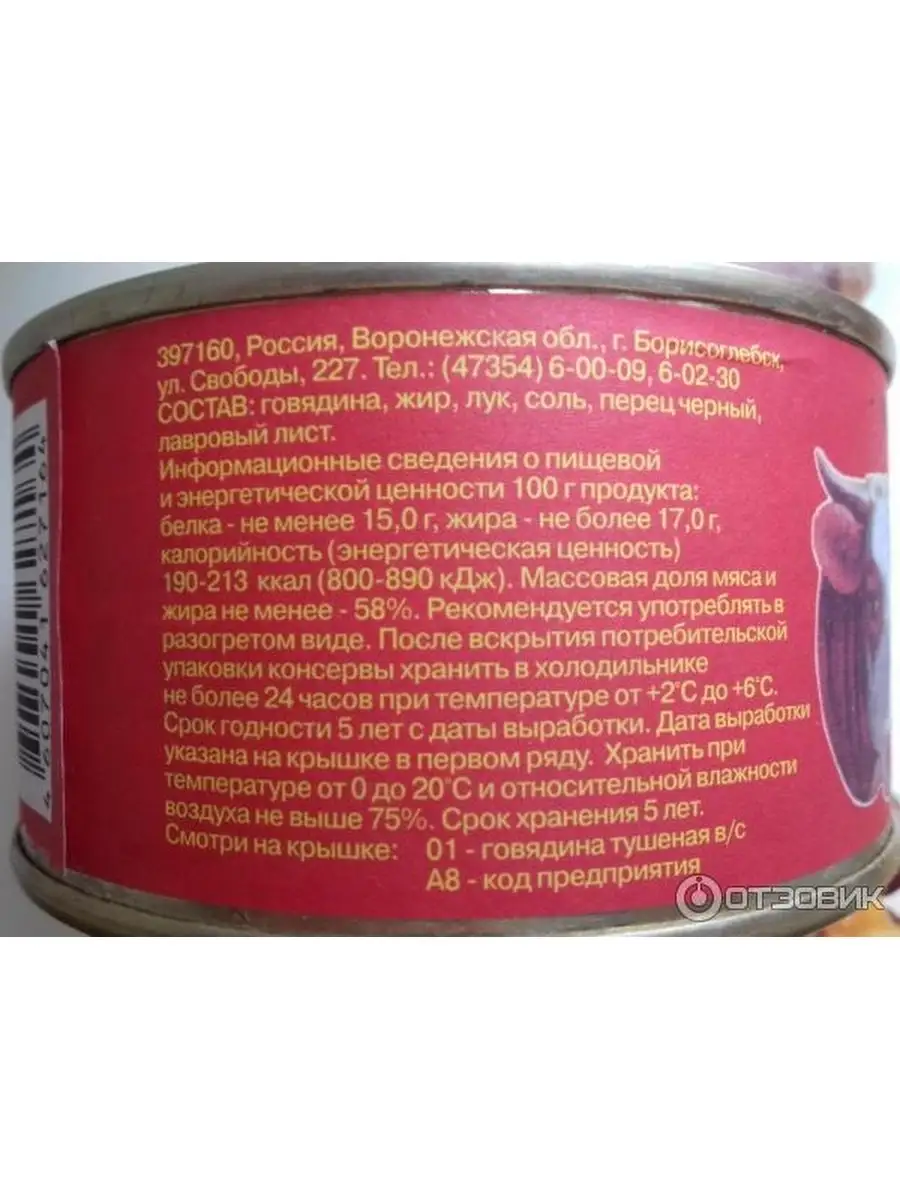 397160, Россия, Воронежская обл., г. Борисоглебск,
ул. Свободы, 227. Тел.: (47354) 6-00-09, 6-02-30
СОСТАВ: говядина, жир, лук, соль, перец черный,
лавровый лист.
Информационные сведения о пищевой
и энергетической ценности 100 г продукта:
белка - не менее 15,0 г, жира - не более 17,0 г,
калорийность (энергетическая ценность)
190-213 ккал (800-890 кДж). Массовая доля мяса и
жира не менее - 58%. Рекомендуется употреблять в
разогретом виде. После вскрытия потребительской
упаковки консервы хранить в холодильнике
не более 24 часов при температуре от +2°С до +6°С.
Срок годности 5 лет с даты выработки. Дата выработки
указана на крышке в первом ряду. Хранить при
температуре от 0 до 20°С и относительной влажности
воздуха не выше 75%. Срок хранения 5 лет.
Смотри на крышке: 01 - говядина тушеная в/с
А8 - код предприятия
4 607041 627164
ОТЗОВИК